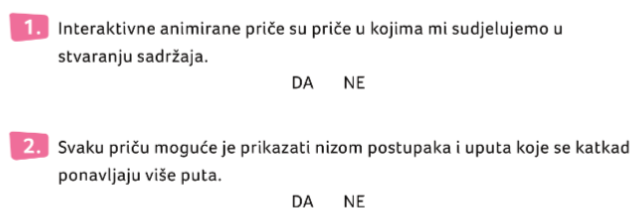 1. Interaktivne animirane priče su priče u kojima mi sudjelujemo u
stvaranju sadržaja.
DA NE
2. Svaku priču moguće je prikazati nizom postupaka i uputa koje se katkad
ponavljaju više puta.
DA NE